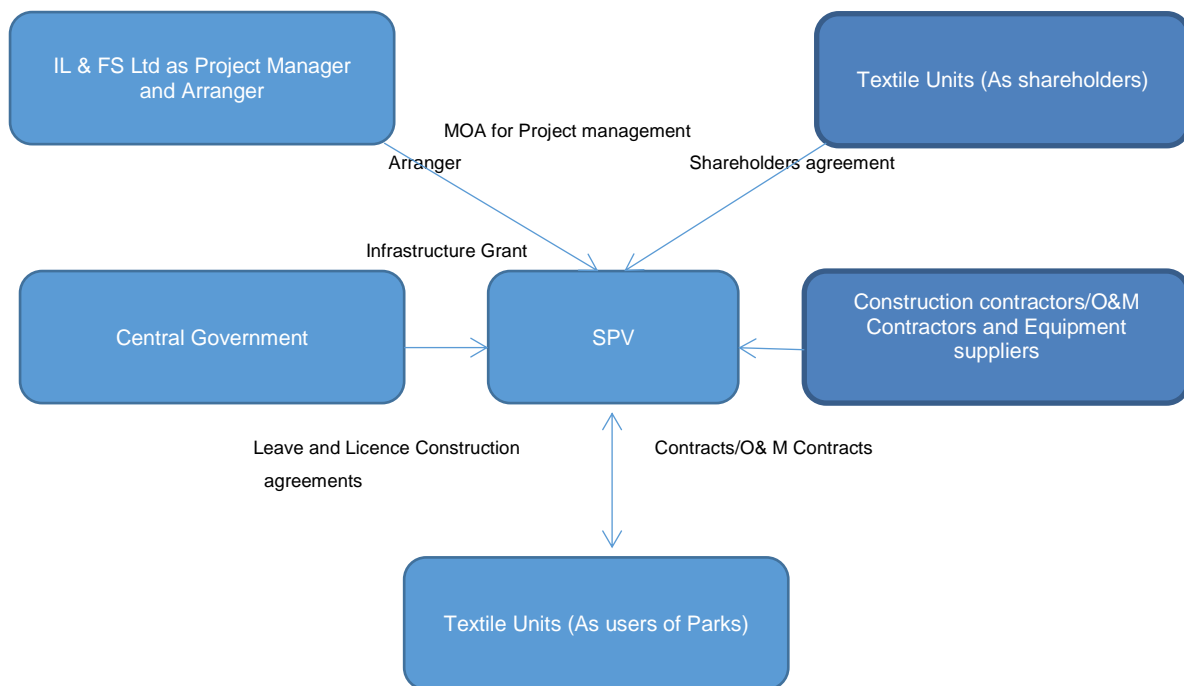 IL & FS Ltd as Project Manager
and Arranger
Textile Units (As shareholders)
MOA for Project management
Arranger
Shareholders agreement
Infrastructure Grant
Central Government
SPV
Construction contractors/O&M
Contractors and Equipment
suppliers
Leave and Licence Construction
agreements
Contracts/O& M Contracts
Textile Units (As users of Parks)